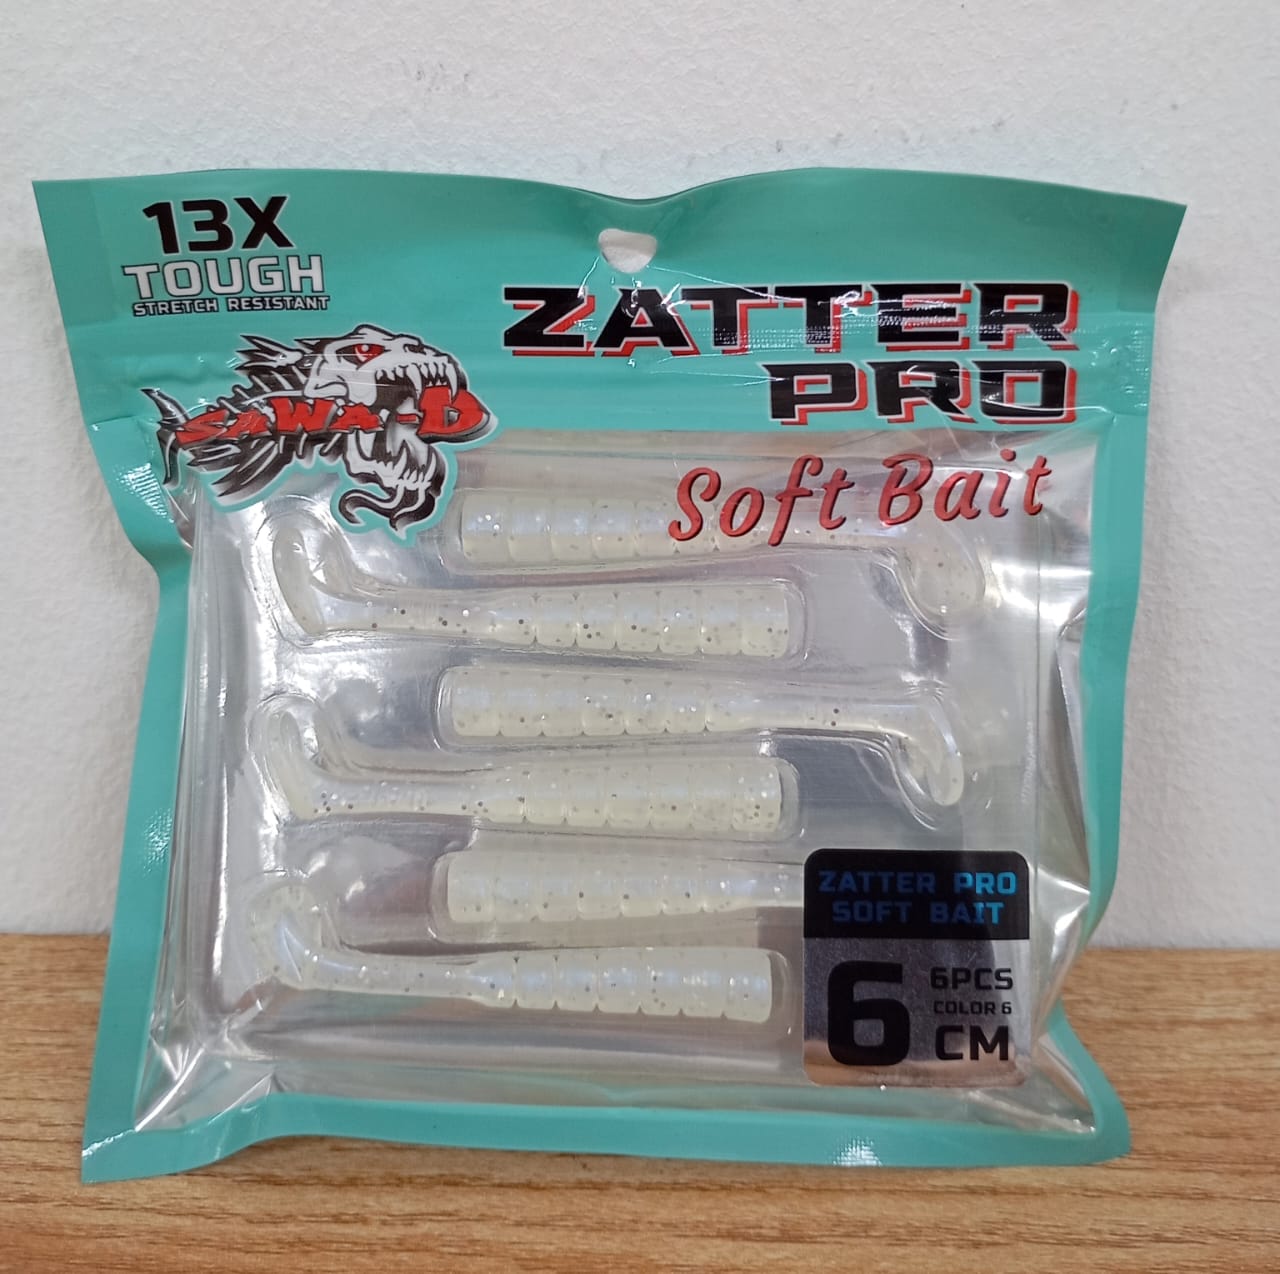 13X
TOUGH
STRETCH RESISTANT
SAWA-D
ZATTER
PRO
Soft Bait
ZATTER PRO
SOFT BAIT
6
6PCS
COLOR 6
CM